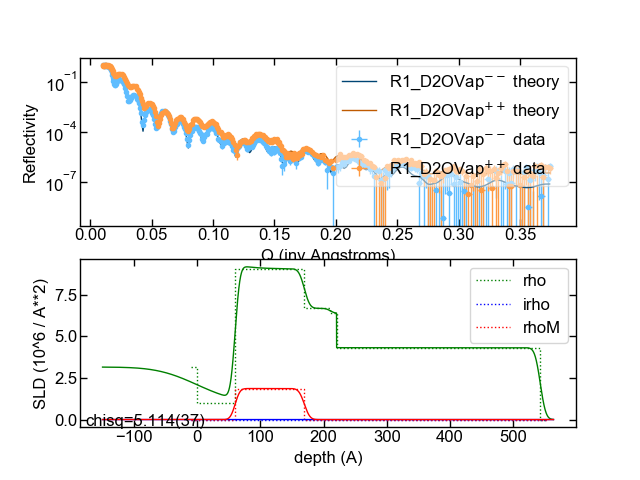 10⁻¹
10⁻⁴
10⁻⁷
Reflectivity
R1_D2OVap⁻⁻ theory
R1_D2OVap⁺⁺ theory
R1_D2OVap⁻⁻ data
R1_D2OVap⁺⁺ data
0.00 0.05 0.10 0.15 0.20 0.25 0.30 0.35
Q (inv Angstroms)
7.5
5.0
2.5
0.0
SLD (10^6 / A**2)
rho
irho
rhoM
chisq=5.114(37)
−100 0 100 200 300 400 500
depth (A)